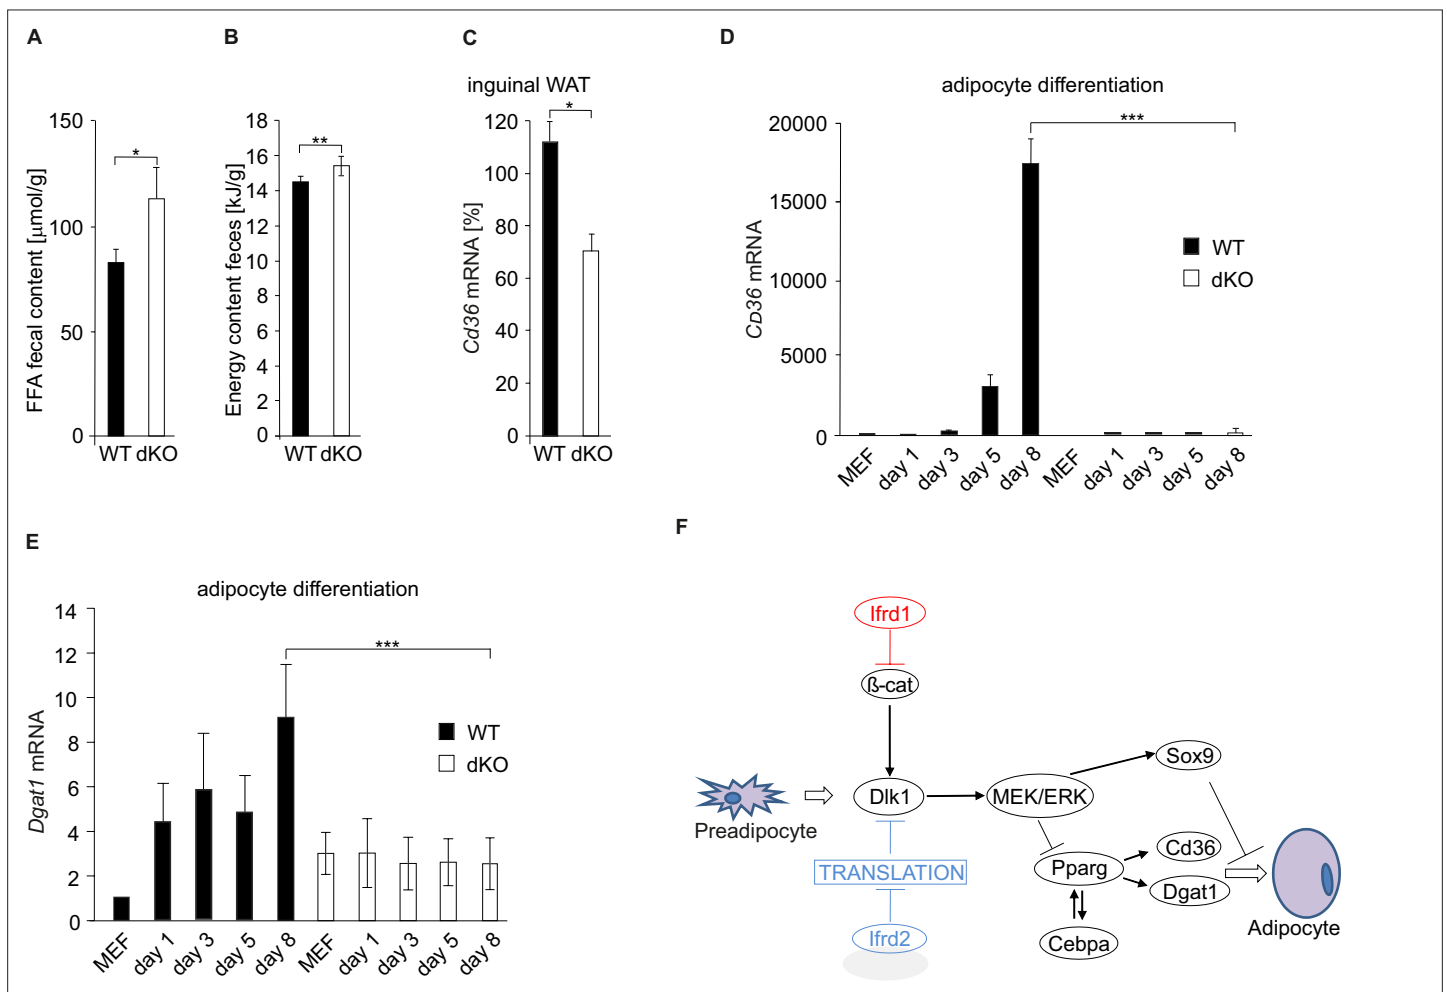 A
FFA fecal content [µmol/g]
150
100
50
0
*
WT dKO
B
Energy content feces [kJ/g]
18
16
14
12
10
8
6
4
2
0
**
WT dKO
C
inguinal WAT
Cd36 mRNA [%]
120
100
80
60
40
20
0
*
WT dKO
D
adipocyte differentiation
CD36 mRNA
20000
15000
10000
5000
0
***
WT
dKO
MEF
day 1
day 3
day 5
day 8
MEF
day 1
day 3
day 5
day 8
E
adipocyte differentiation
Dgat1 mRNA
14
12
10
8
6
4
2
0
***
WT
dKO
MEF
day 1
day 3
day 5
day 8
MEF
day 1
day 3
day 5
day 8
F
Ifrd1
ß-cat
Preadipocyte
Dlk1
MEK/ERK
Sox9
TRANSLATION
Pparg
Cd36
Dgat1
Adipocyte
Ifrd2
Cebpa